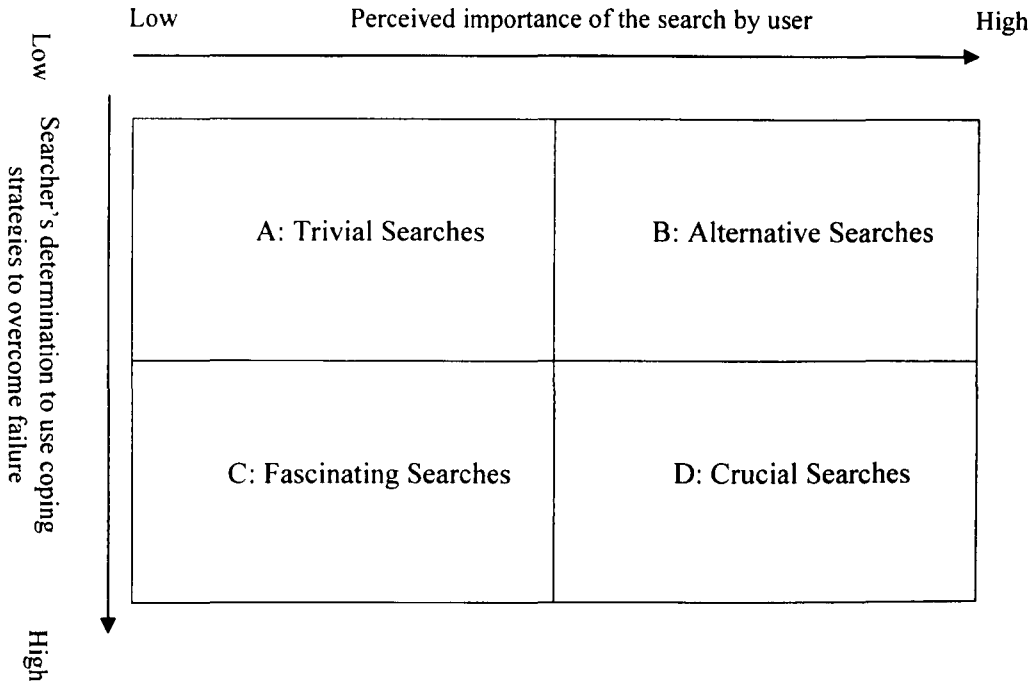 Low Perceived importance of the search by user High
Low
Searcher's determination to use coping
strategies to overcome failure
High
A: Trivial Searches B: Alternative Searches
C: Fascinating Searches D: Crucial Searches